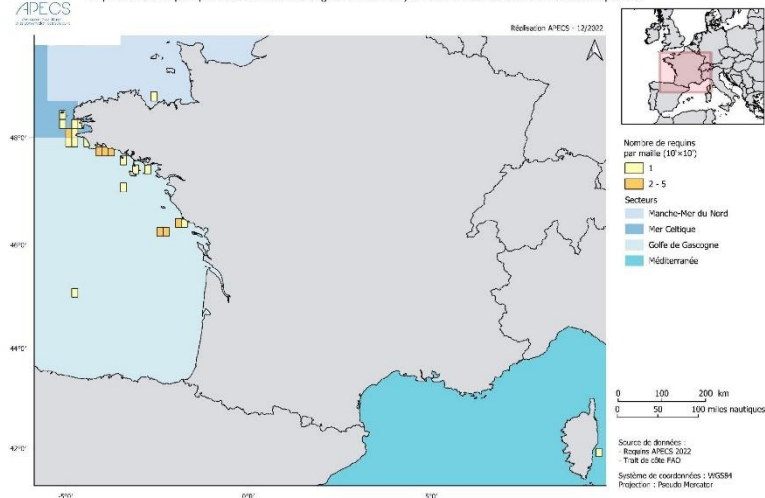 APECS
Réalisation APECS - 12/2022
48°0'
46°0'
44°0'
42°0'
-5°0'
0°0'
5°0'
Nombre de requins
par maille (10'x10')
1
2 - 5
Secteurs
Manche-Mer du Nord
Mer Celtique
Golfe de Gascogne
Méditerranée
0 100 200 km
0 50 100 miles nautiques
Source de données :
- Requins APECS 2022
- Trait de côte FAO
Système de coordonnées : WGS84
Projection : Pseudo Mercator